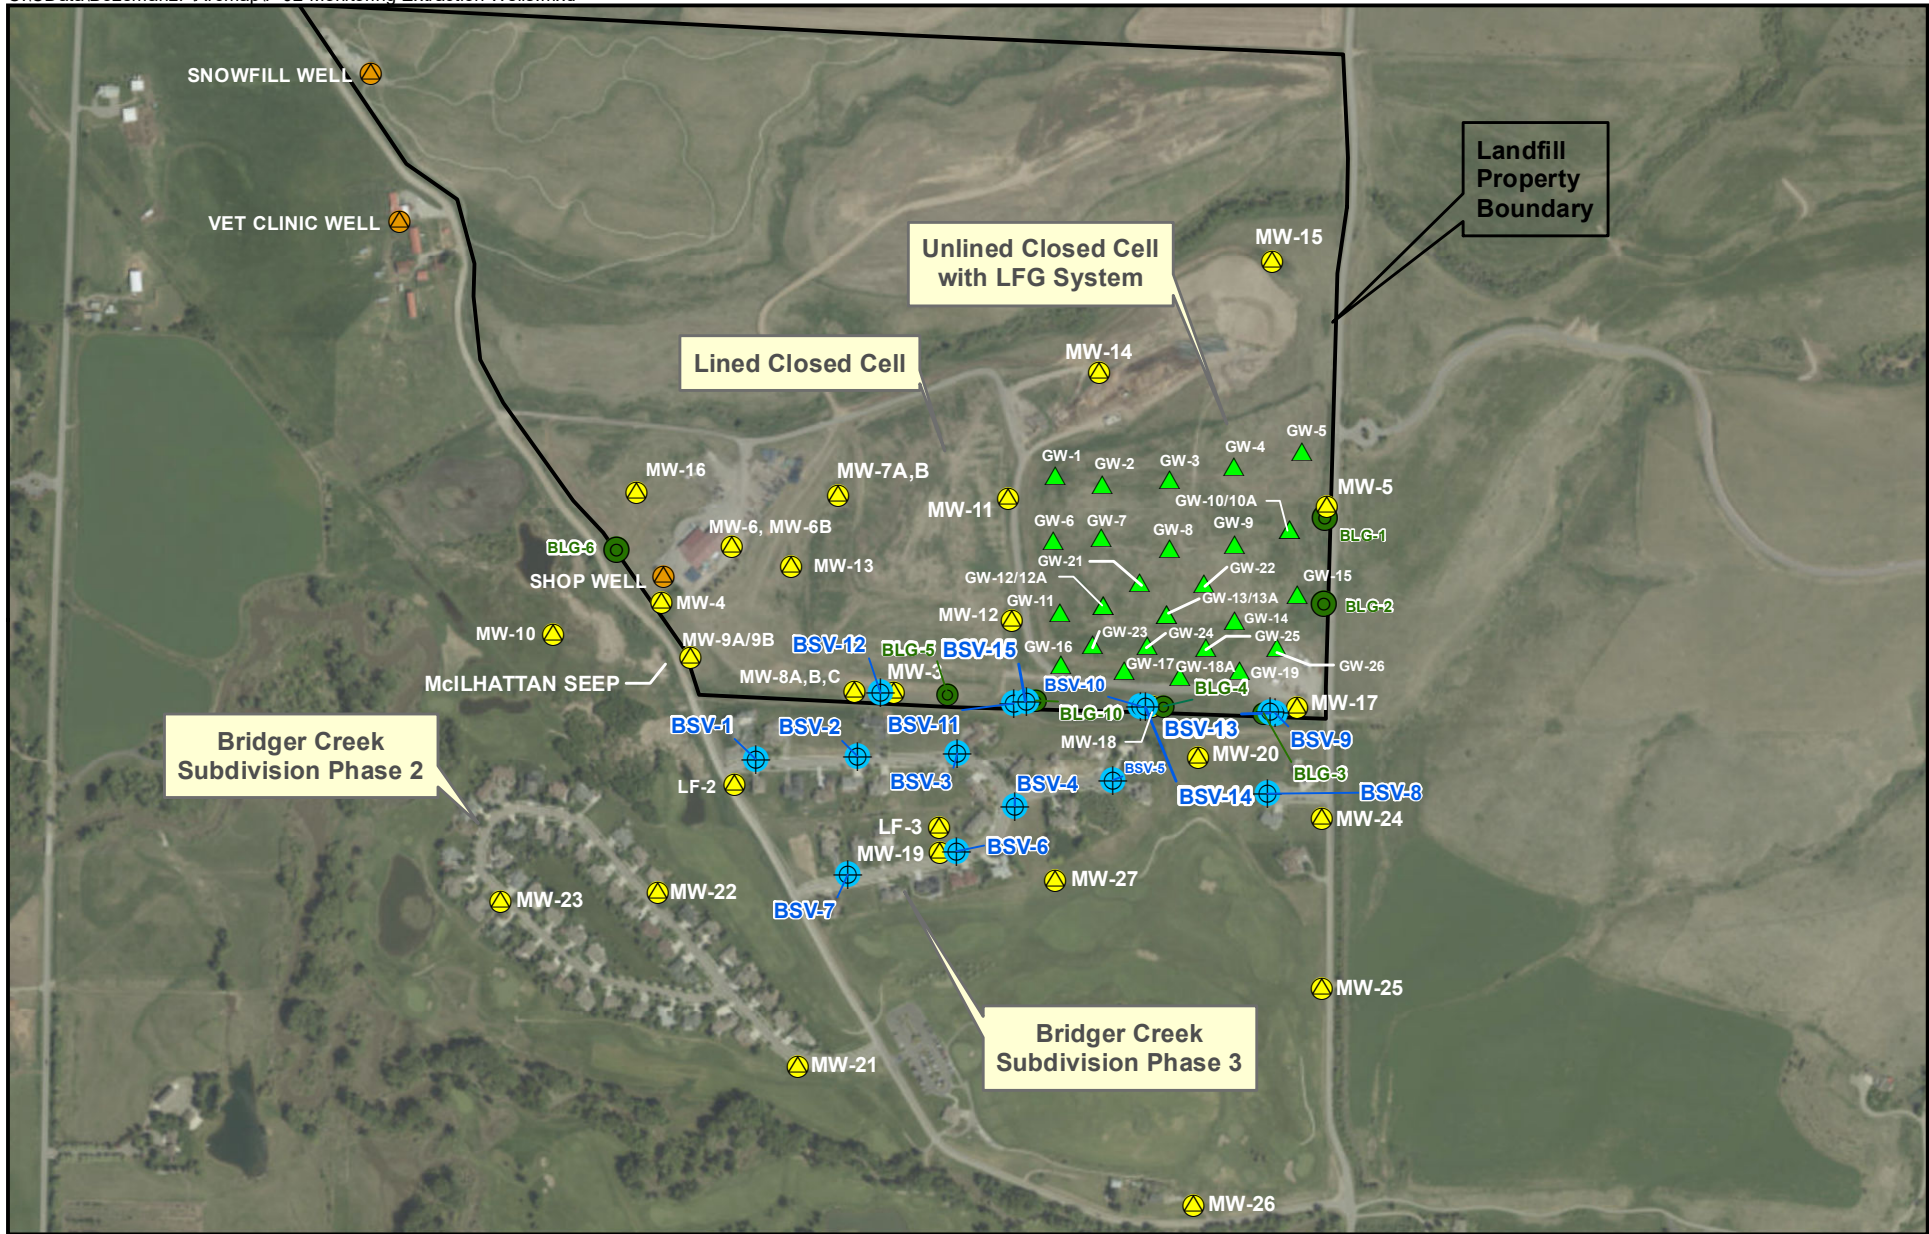 SNOWFILL WELL
VET CLINIC WELL
Landfill
Property
Boundary
Unlined Closed Cell
with LFG System
MW-15
Lined Closed Cell
MW-14
GW-5
GW-4
GW-3
GW-2
GW-1
MW-16
MW-7A,B
MW-11
GW-10/10A
MW-5
MW-6, MW-6B
GW-6
GW-7
GW-8
GW-9
BLG-1
BLG-6
SHOP WELL
MW-13
GW-21
GW-22
GW-12/12A
GW-15
MW-4
MW-12
GW-11
GW-13/13A
GW-14
BLG-2
MW-10
MW-9A/9B
BSV-12
BLG-5
BSV-15
GW-16
GW-23
GW-24
GW-25
GW-26
McILHATTAN SEEP
MW-8A,B,C
MW-3
GW-17
GW-18A
GW-19
BSV-10
BLG-4
BSV-11
BLG-10
BSV-13
MW-17
BSV-1
BSV-2
MW-18
BSV-9
Bridger Creek
Subdivision Phase 2
BSV-3
BSV-4
BSV-5
MW-20
BLG-3
LF-2
BSV-14
BSV-8
LF-3
MW-24
MW-19
BSV-6
MW-27
MW-23
MW-22
BSV-7
MW-25
Bridger Creek
Subdivision Phase 3
MW-21
MW-26